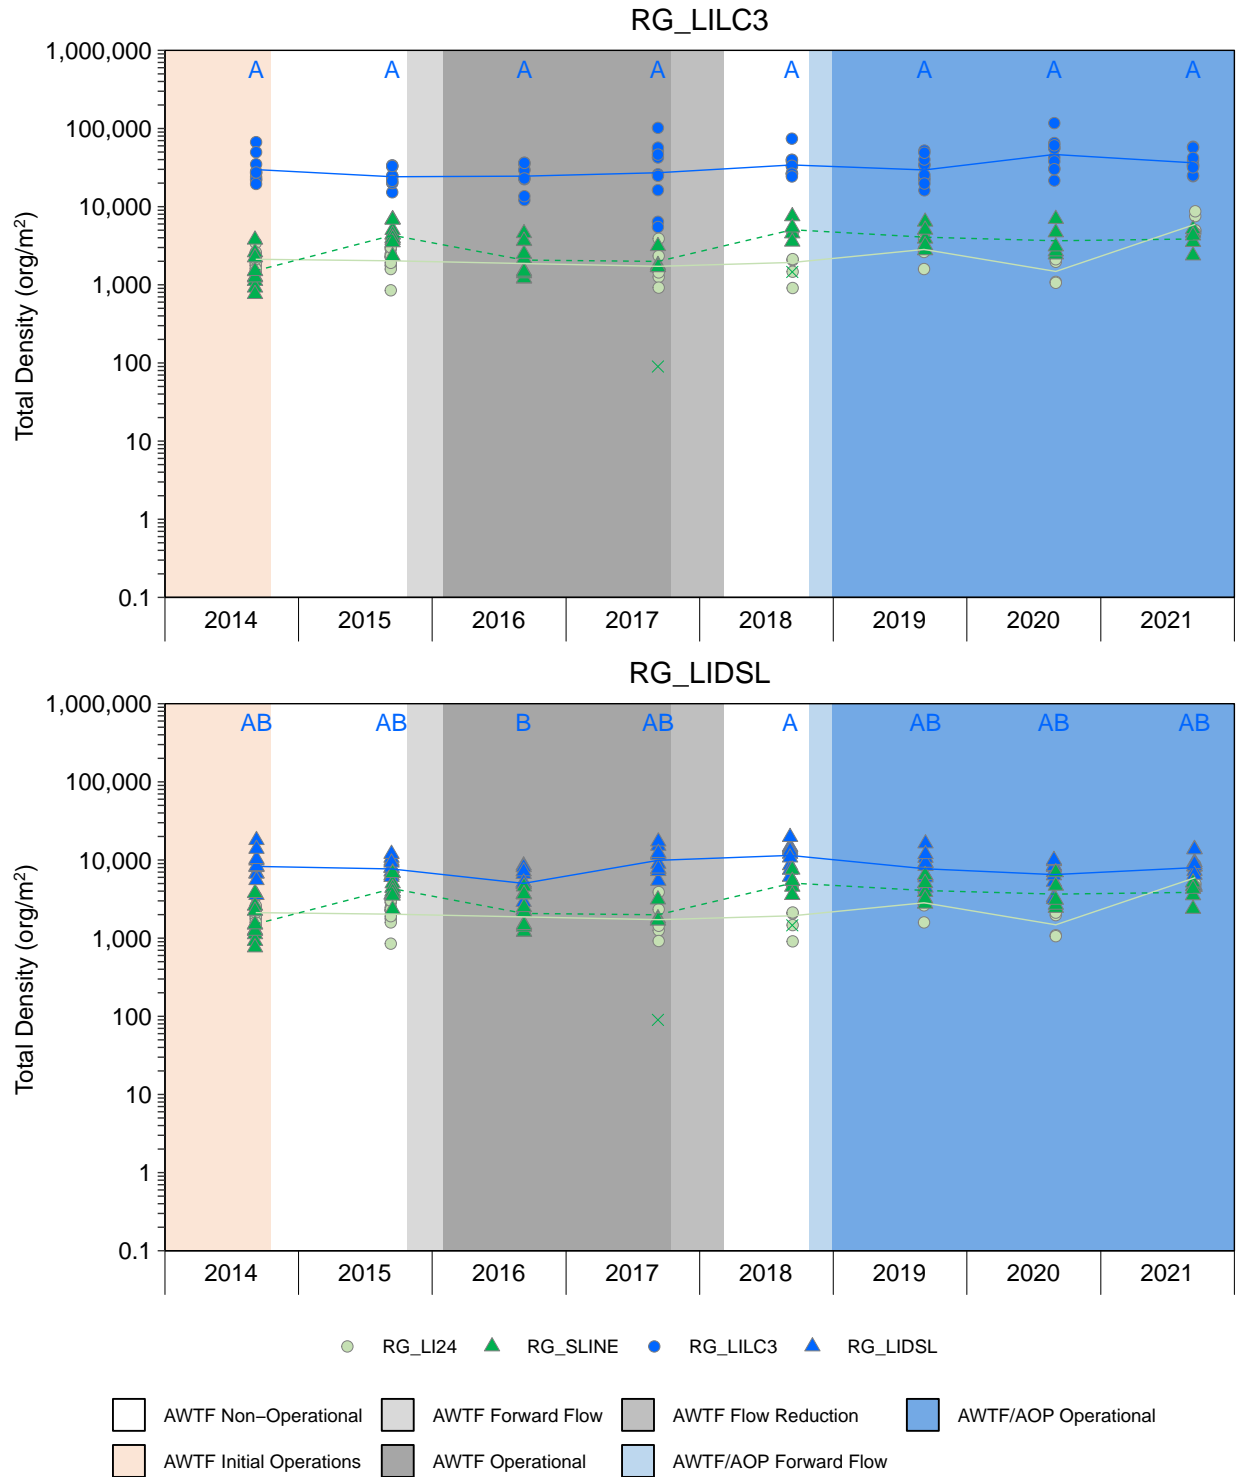 RG_LILC3
1,000,000
A A A A A A A A
100,000
10,000
1,000
100
10
1
0.1
Total Density (org/m²)
2014 2015 2016 2017 2018 2019 2020 2021
RG_LIDSL
1,000,000
AB AB B AB A AB AB AB
100,000
10,000
1,000
100
10
1
0.1
Total Density (org/m²)
2014 2015 2016 2017 2018 2019 2020 2021
RG_LI24 RG_SLINE RG_LILC3 RG_LIDSL
AWTF Non−Operational AWTF Forward Flow AWTF Flow Reduction AWTF/AOP Operational
AWTF Initial Operations AWTF Operational AWTF/AOP Forward Flow